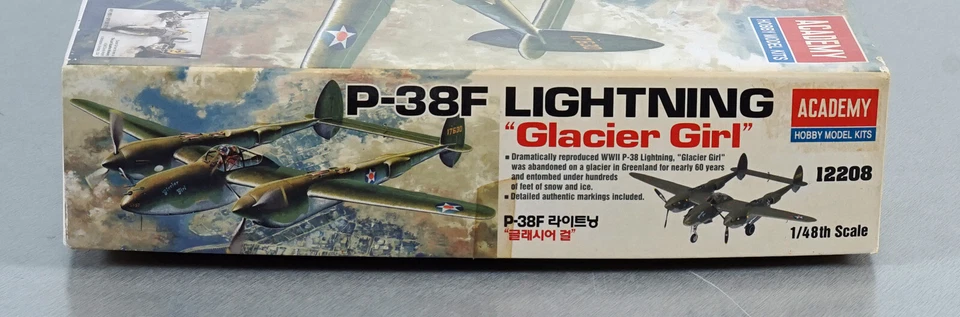 ACADEMY
HOBBY MODEL KITS
P-38F LIGHTNING
"Glacier Girl"
ACADEMY
HOBBY MODEL KITS
▪ Dramatically reproduced WWII P-38 Lightning, "Glacier Girl"
was abandoned on a glacier in Greenland for nearly 60 years
and entombed under hundreds
of feet of snow and ice.
▪ Detailed authentic markings included.
12208
P-38F 라이트닝
"글래시어 걸"
1/48th Scale
17630
Glacier
Girl